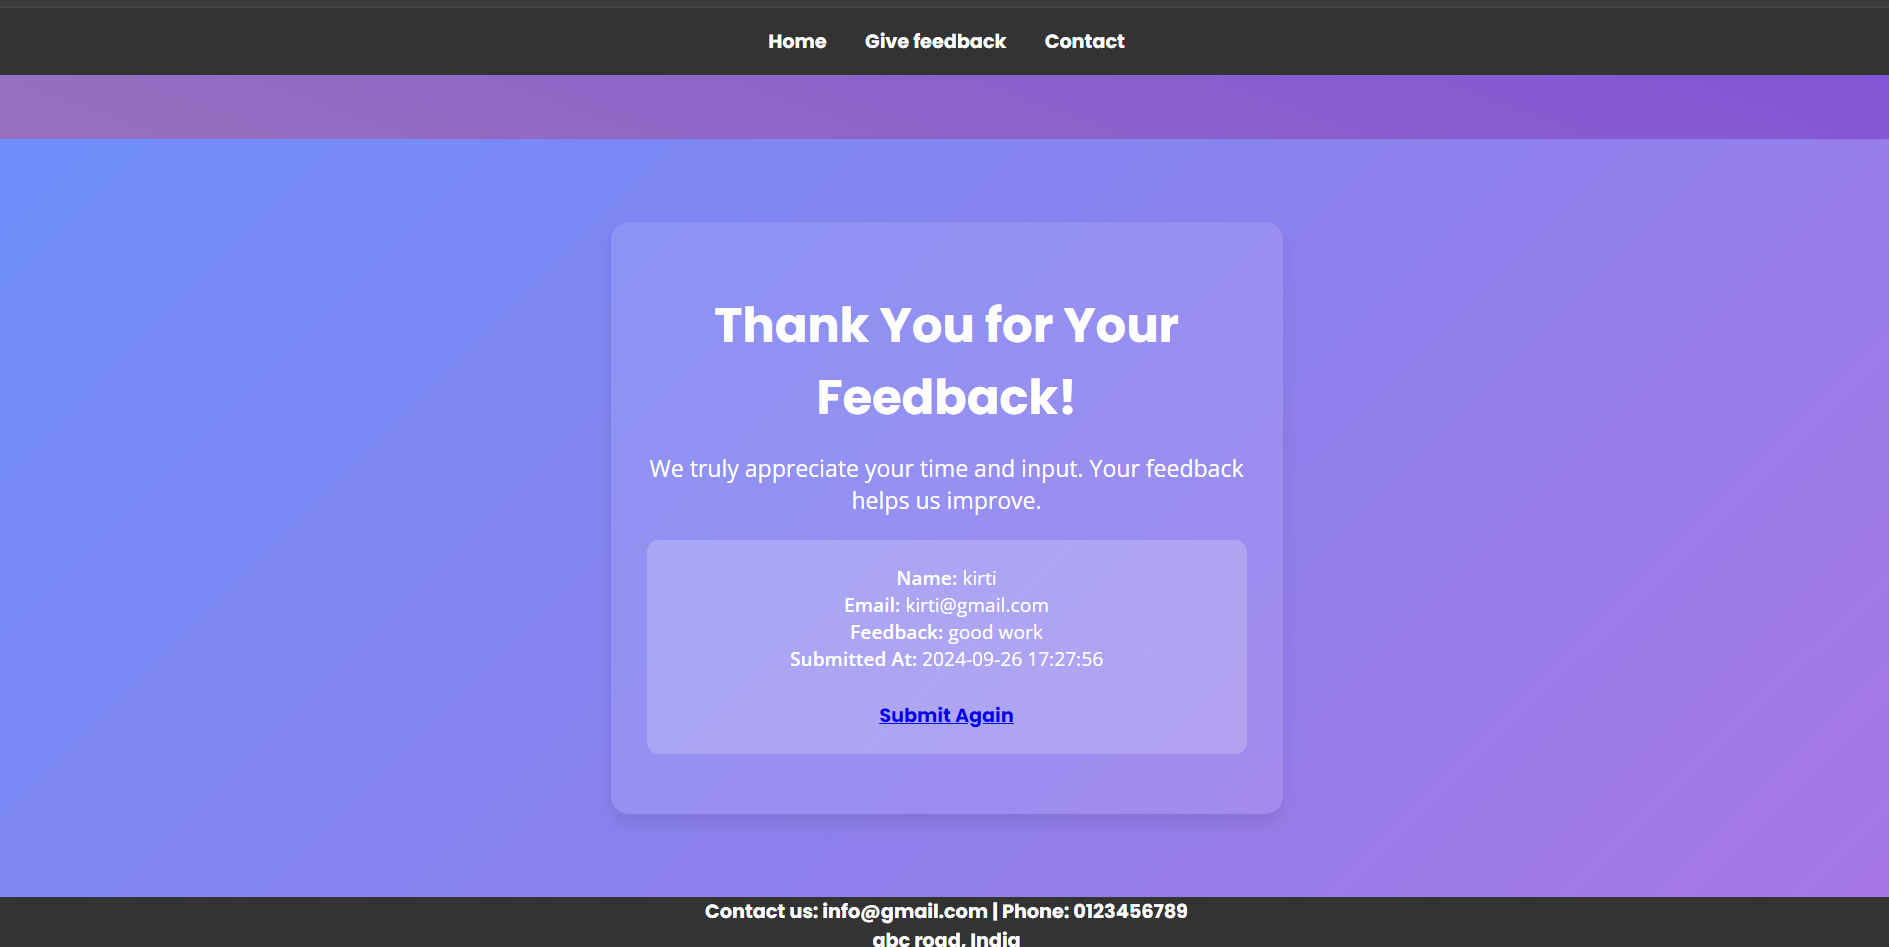 Home Give feedback Contact
Thank You for Your
Feedback!
We truly appreciate your time and input. Your feedback
helps us improve.
Name: kirti
Email: kirti@gmail.com
Feedback: good work
Submitted At: 2024-09-26 17:27:56
Submit Again
Contact us: info@gmail.com | Phone: 0123456789
abc road, India